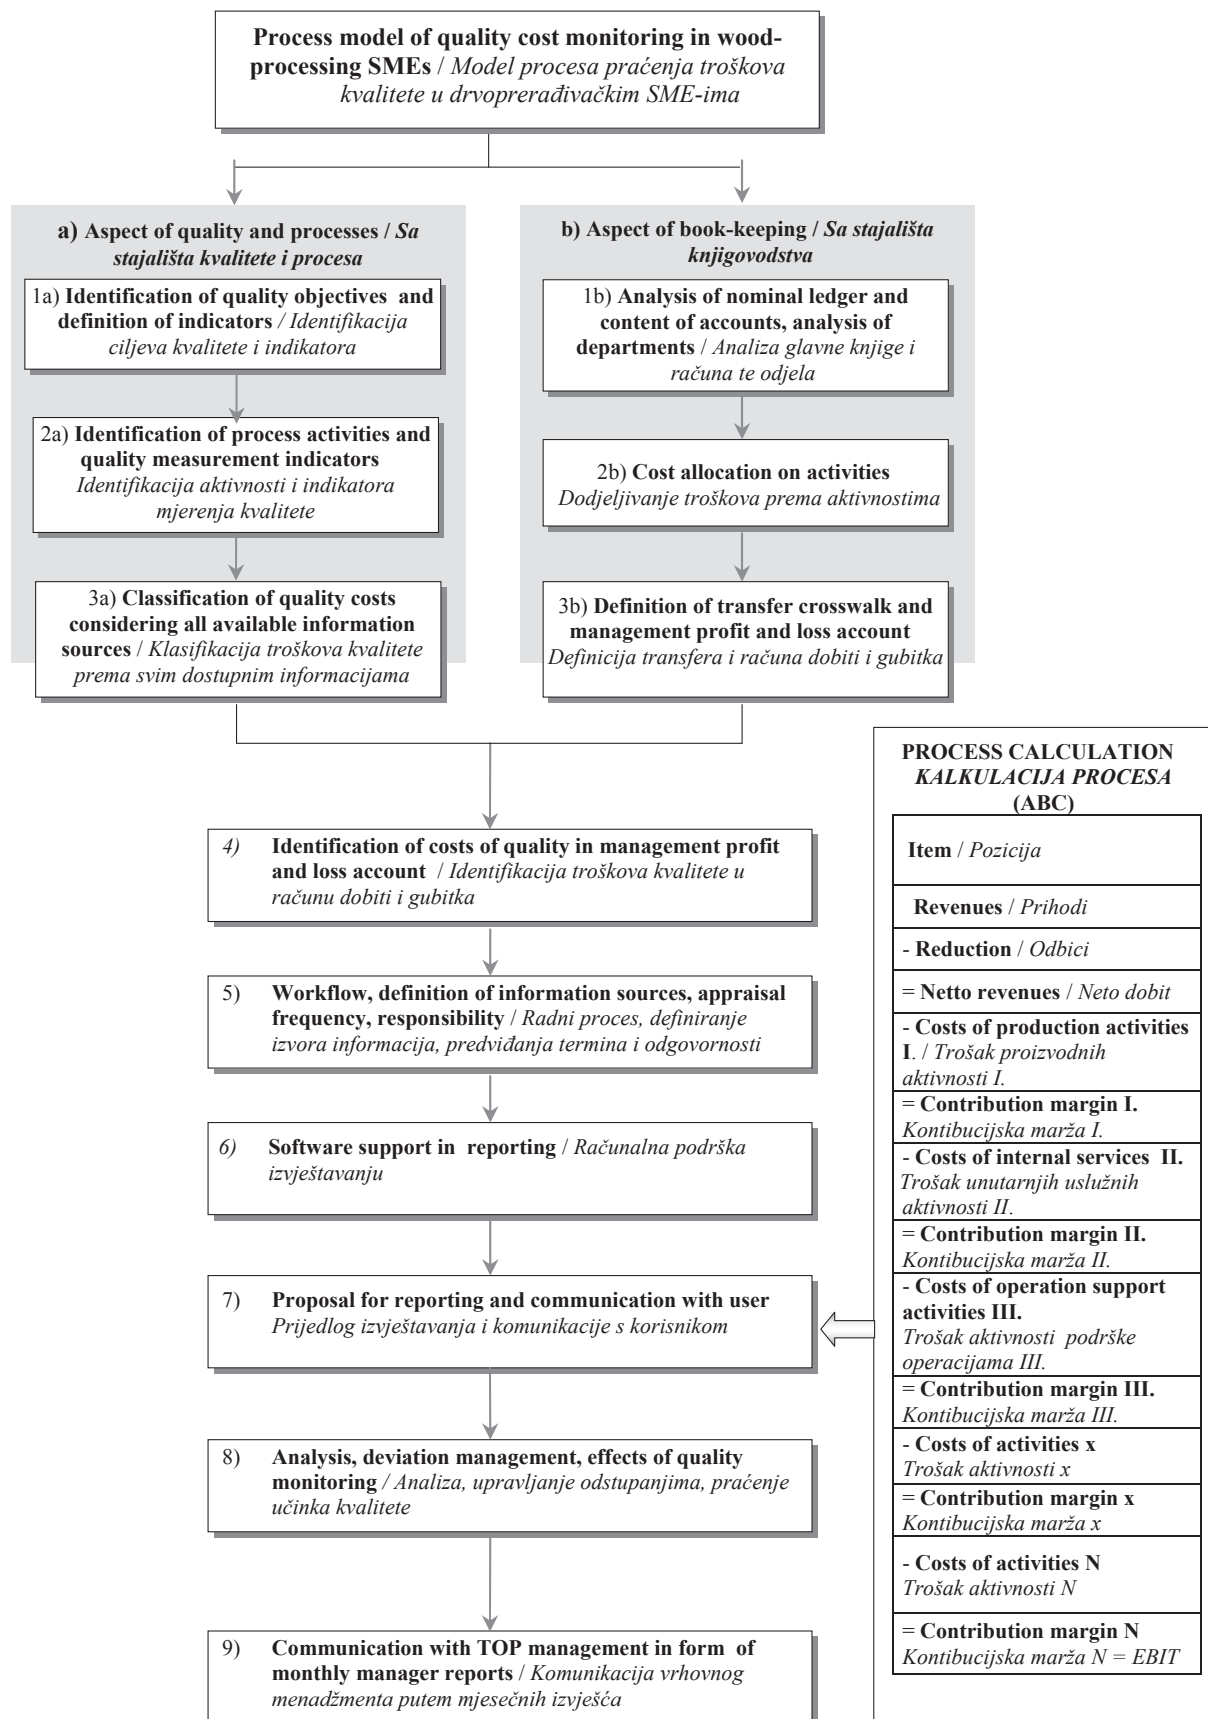 Process model of quality cost monitoring in wood-
processing SMEs / Model procesa praćenja troškova
kvalitete u drvoprerađivačkim SME-ima
a) Aspect of quality and processes / Sa
stajališta kvalitete i procesa
1a) Identification of quality objectives and
definition of indicators / Identifikacija
ciljeva kvalitete i indikatora
2a) Identification of process activities and
quality measurement indicators
Identifikacija aktivnosti i indikatora
mjerenja kvalitete
3a) Classification of quality costs
considering all available information
sources / Klasifikacija troškova kvalitete
prema svim dostupnim informacijama
b) Aspect of book-keeping / Sa stajališta
knjigovodstva
1b) Analysis of nominal ledger and
content of accounts, analysis of
departments / Analiza glavne knjige i
računa te odjela
2b) Cost allocation on activities
Dodjeljivanje troškova prema aktivnostima
3b) Definition of transfer crosswalk and
management profit and loss account
Definicija transfera i računa dobiti i gubitka
4) Identification of costs of quality in management profit
and loss account / Identifikacija troškova kvalitete u
računu dobiti i gubitka
5) Workflow, definition of information sources, appraisal
frequency, responsibility / Radni proces, definiranje
izvora informacija, predviđanja termina i odgovornosti
6) Software support in reporting / Računalna podrška
izvještavanju
7) Proposal for reporting and communication with user
Prijedlog izvještavanja i komunikacije s korisnikom
8) Analysis, deviation management, effects of quality
monitoring / Analiza, upravljanje odstupanjima, praćenje
učinka kvalitete
9) Communication with TOP management in form of
monthly manager reports / Komunikacija vrhovnog
menadžmenta putem mjesečnih izvješća
PROCESS CALCULATION
KALKULACIJA PROCESA
(ABC)
Item / Pozicija
Revenues / Prihodi
- Reduction / Odbici
= Netto revenues / Neto dobit
- Costs of production activities
I. / Trošak proizvodnih
aktivnosti I.
= Contribution margin I.
Kontibucijska marža I.
- Costs of internal services II.
Trošak unutarnjih uslužnih
aktivnosti II.
= Contribution margin II.
Kontibucijska marža II.
- Costs of operation support
activities III.
Trošak aktivnosti podrške
operacijama III.
= Contribution margin III.
Kontibucijska marža III.
- Costs of activities x
Trošak aktivnosti x
= Contribution margin x
Kontibucijska marža x
- Costs of activities N
Trošak aktivnosti N
= Contribution margin N
Kontibucijska marža N = EBIT